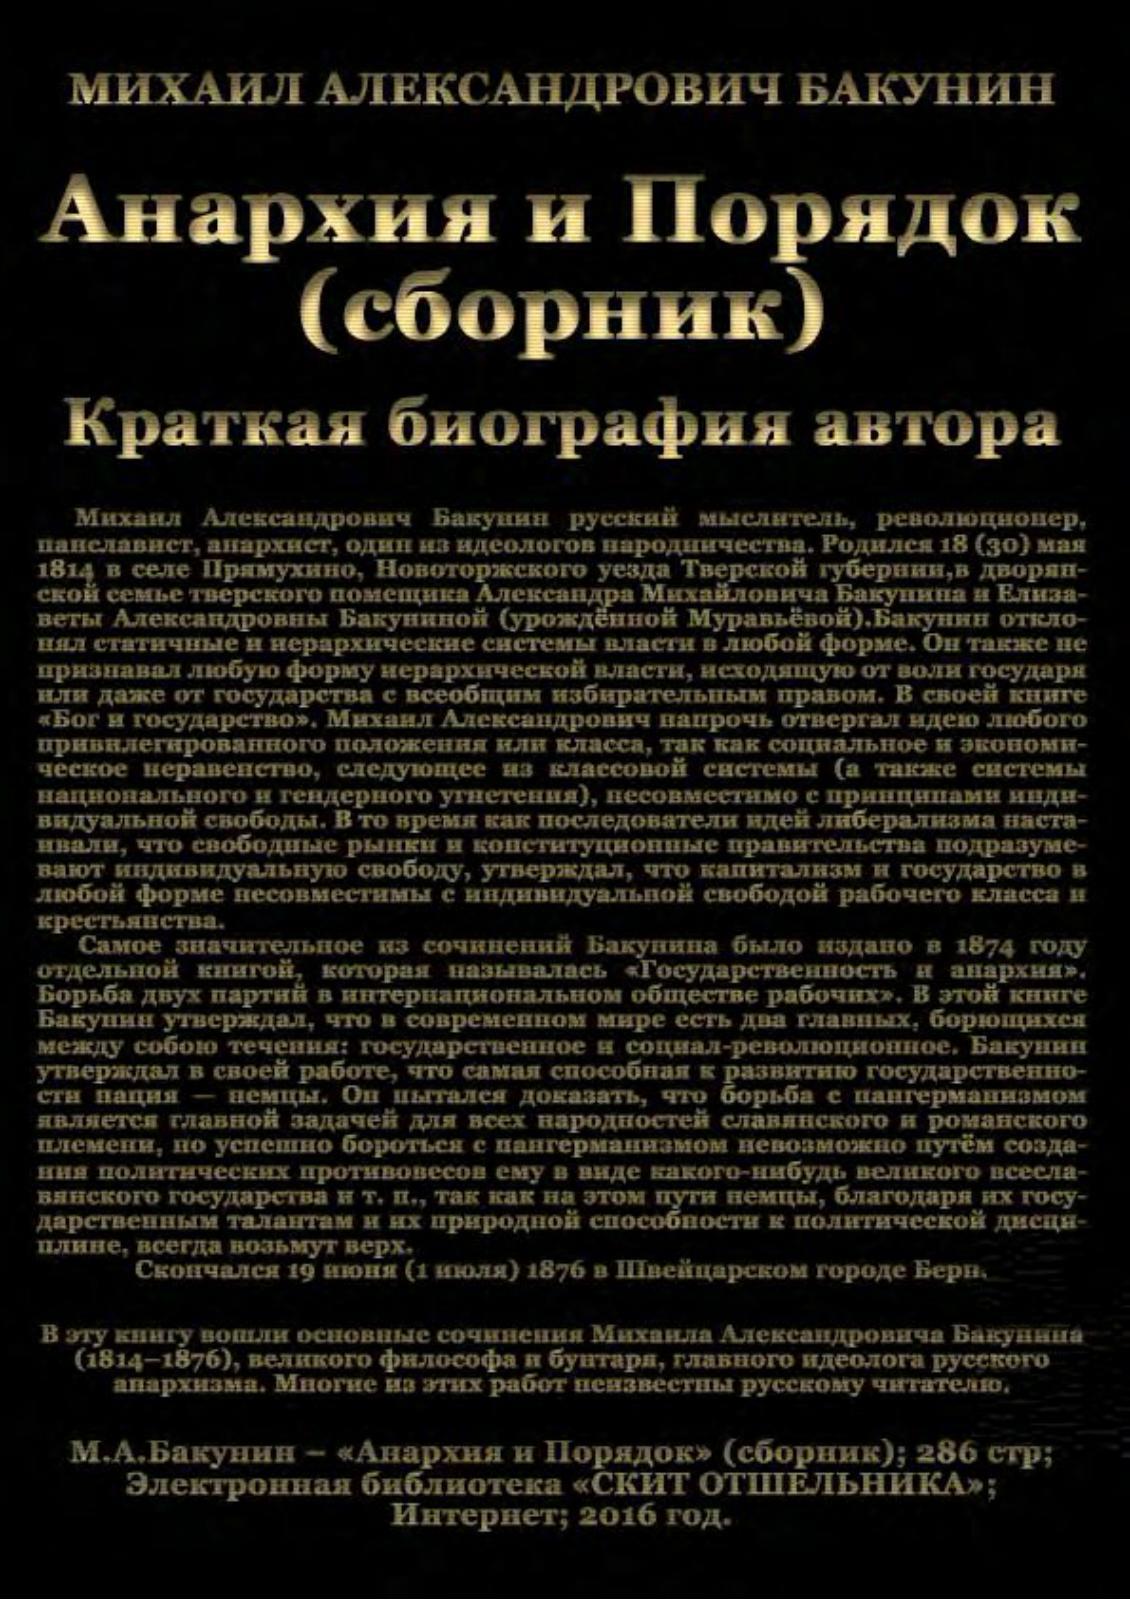 МИХАИЛ АЛЕКСАНДРОВИЧ БАКУНИН
Анархия и Порядок
(сборник)
Краткая биография автора
Михаил Александрович Бакунин русский мыслитель, революционер,
панславист, анархист, один из идеологов народничества. Родился 18 (30) мая
1814 в селе Прямухино, Новоторжского уезда Тверской губернии,в дворян-
ской семье тверского помещика Александра Михайловича Бакунина и Елиза-
веты Александровны Бакуниной (урождённой Муравьёвой).Бакунин откло-
нял статичные и иерархические системы власти в любой форме. Он также не
признавал любую форму иерархической власти, исходящую от воли государя
или даже от государства с всеобщим избирательным правом. В своей книге
«Бог и государство». Михаил Александрович напрочь отвергал идею любого
привилегированного положения или класса, так как социальное и экономи-
ческое неравенство, следующее из классовой системы (а также системы
национального и гендерного угнетения), несовместимо с принципами инди-
видуальной свободы. В то время как последователи идей либерализма наста-
ивали, что свободные рынки и конституционные правительства подразуме-
вают индивидуальную свободу, утверждал, что капитализм и государство в
любой форме несовместимы с индивидуальной свободой рабочего класса и
крестьянства.
Самое значительное из сочинений Бакунина было издано в 1874 году
отдельной книгой, которая называлась «Государственность и анархия».
Борьба двух партий в интернациональном обществе рабочих». В этой книге
Бакунин утверждал, что в современном мире есть два главных, борющихся
между собою течения: государственное и социал-революционное. Бакунин
утверждал в своей работе, что самая способная к развитию государственно-
сти нация — немцы. Он пытался доказать, что борьба с пангерманизмом
является главной задачей для всех народностей славянского и романского
племени, но успешно бороться с пангерманизмом невозможно путём созда-
ния политических противовесов ему в виде какого-нибудь великого всесла-
вянского государства и т. п., так как на этом пути немцы, благодаря их госу-
дарственным талантам и их природной способности к политической дисци-
плине, всегда возьмут верх.
Скончался 19 июня (1 июля) 1876 в Швейцарском городе Берн.
В эту книгу вошли основные сочинения Михаила Александровича Бакунина
(1814–1876), великого философа и бунтаря, главного идеолога русского
анархизма. Многие из этих работ неизвестны русскому читателю.
М.А.Бакунин – «Анархия и Порядок» (сборник); 286 стр;
Электронная библиотека «СКИТ ОТШЕЛЬНИКА»;
Интернет; 2016 год.